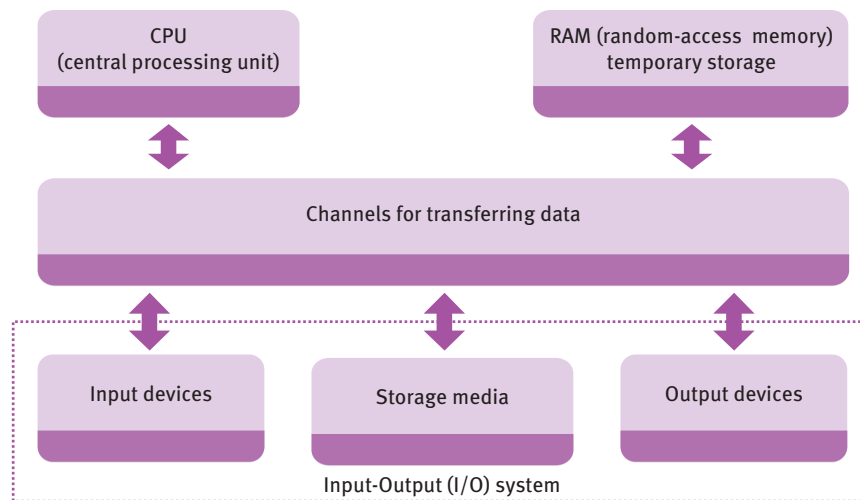 CPU
(central processing unit)
RAM (random-access memory)
temporary storage
Channels for transferring data
Input devices
Storage media
Output devices
Input-Output (I/O) system